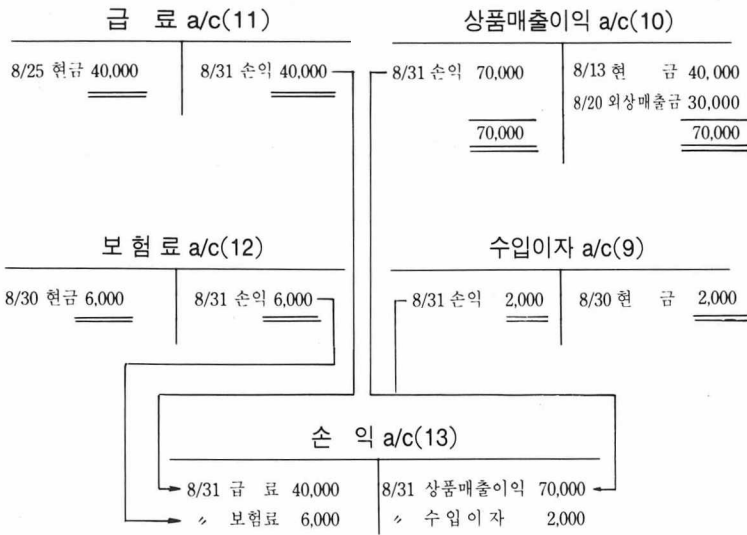 급 료 a/c(11)
8/25 현금 40,000 8/31 손익 40,000
상품매출이익 a/c(10)
8/31 손익 70,000 8/13 현 금 40,000
8/20 외상매출금 30,000
70,000 70,000
보 험 료 a/c(12)
8/30 현금 6,000 8/31 손익 6,000
수입이자 a/c(9)
8/31 손익 2,000 8/30 현 금 2,000
손 익 a/c(13)
8/31 급 료 40,000 8/31 상품매출이익 70,000
〃 보험료 6,000 〃 수입이자 2,000